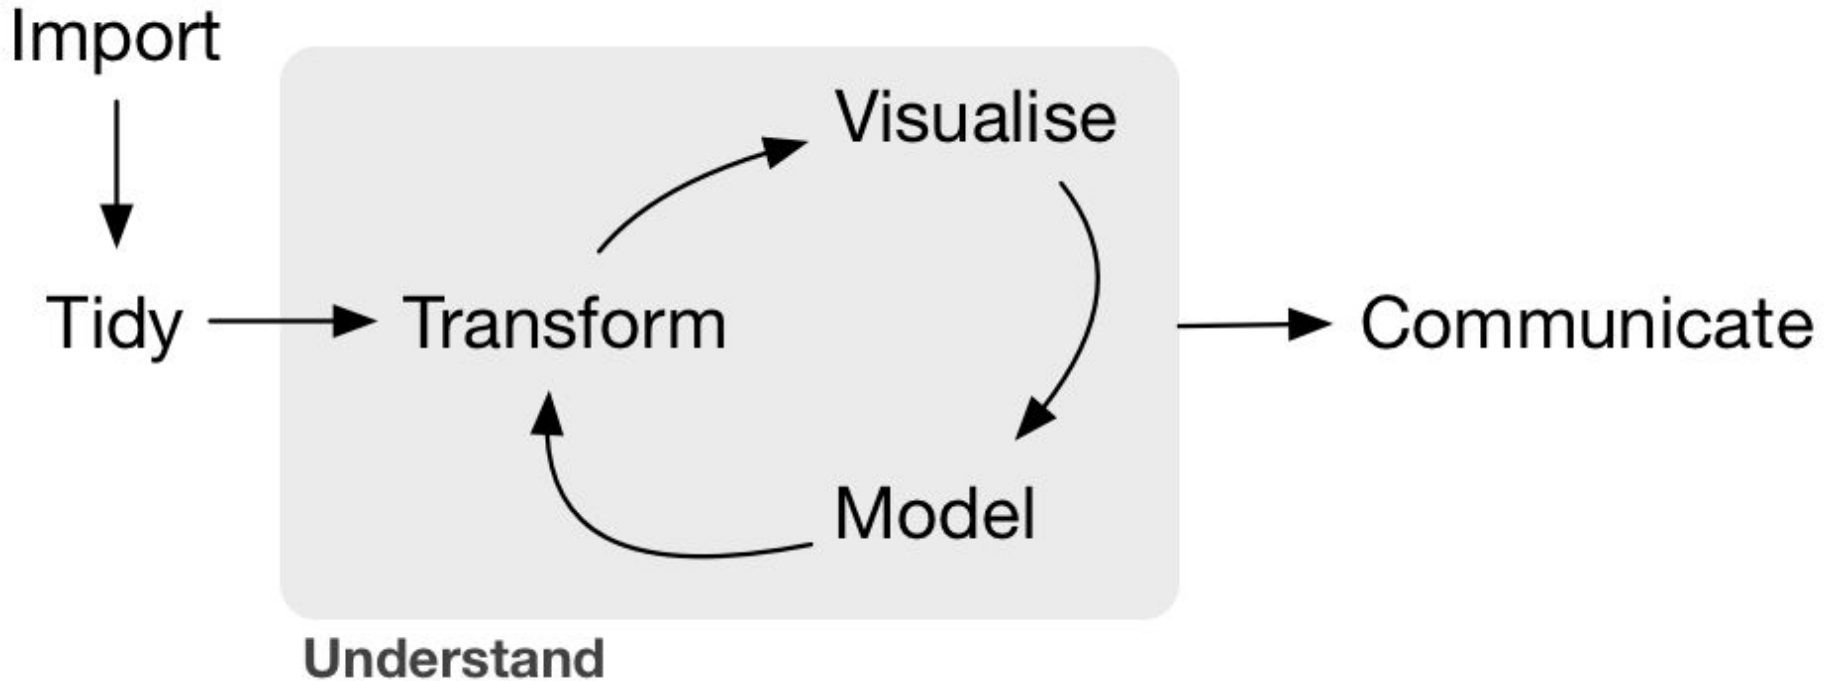 Import
Visualise
Tidy
Transform
Communicate
Model
Understand